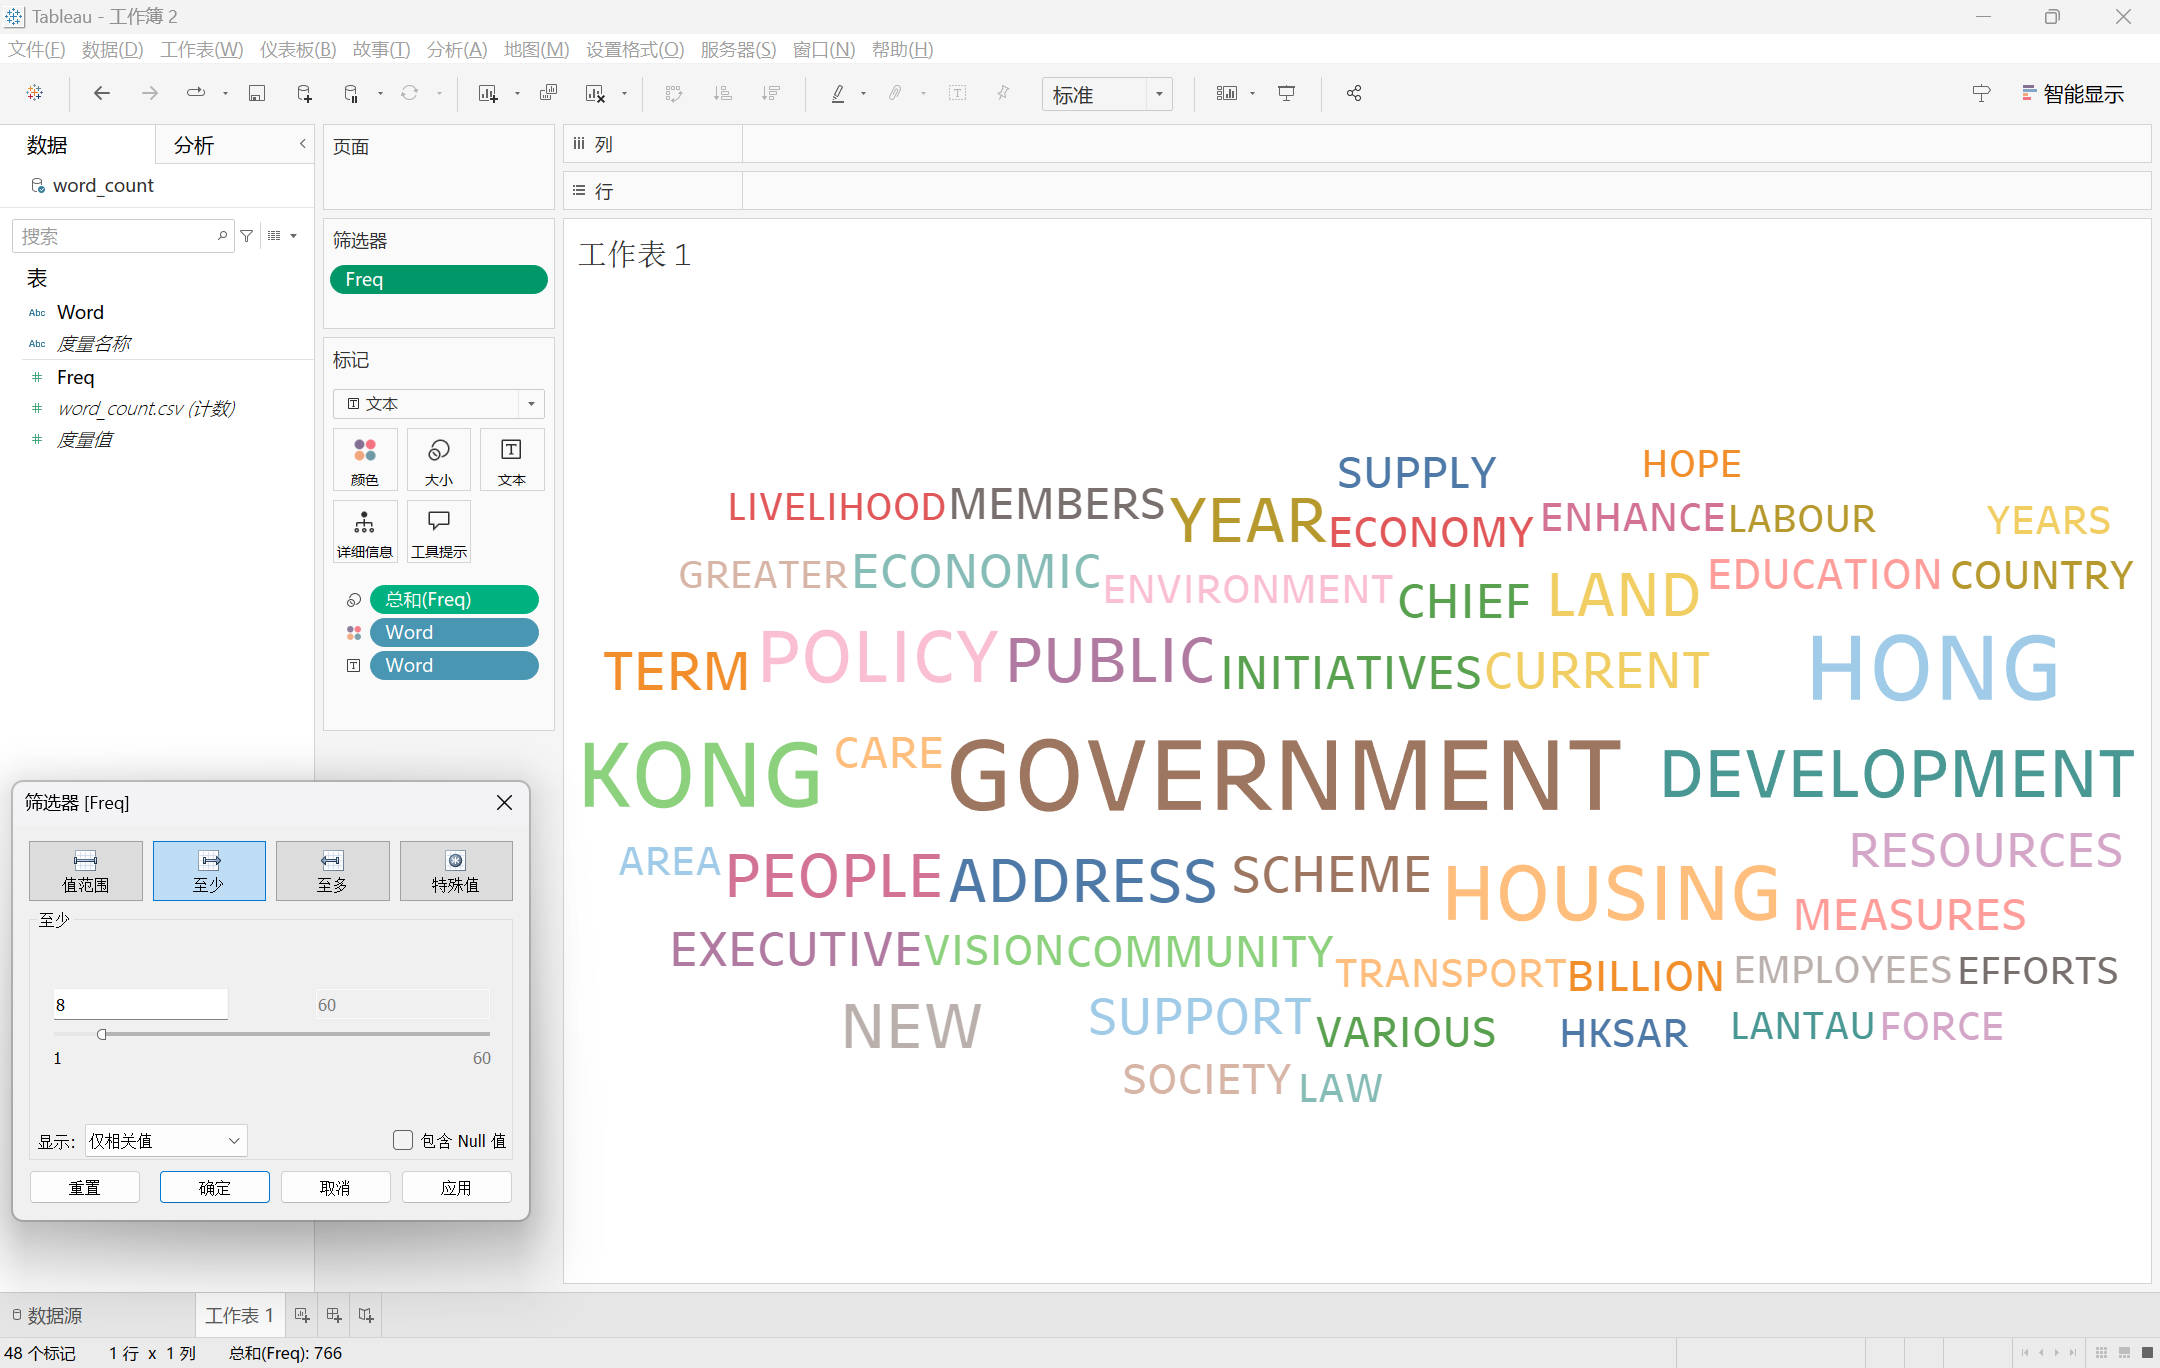 Tableau - 工作簿 2
文件(F) 数据(D) 工作表(W) 仪表板(B) 故事(T) 分析(A) 地图(M) 设置格式(O) 服务器(S) 窗口(N) 帮助(H)
标准
智能显示
数据 分析
word_count
搜索
表
Abc Word
Abc 度量名称
# Freq
# word_count.csv (计数)
# 度量值
页面
筛选器
Freq
标记
文本
颜色 大小 文本
详细信息 工具提示
总和(Freq)
Word
Word
列
行
工作表 1
SUPPLY HOPE
LIVELIHOOD MEMBERS YEAR ECONOMY ENHANCE LABOUR YEARS
GREATER ECONOMIC ENVIRONMENT CHIEF LAND EDUCATION COUNTRY
TERM POLICY PUBLIC INITIATIVES CURRENT HONG
KONG CARE GOVERNMENT DEVELOPMENT
AREA PEOPLE ADDRESS SCHEME HOUSING RESOURCES
MEASURES
EXECUTIVE VISION COMMUNITY TRANSPORT BILLION EMPLOYEES EFFORTS
NEW SUPPORT VARIOUS HKSAR LANTAU FORCE
SOCIETY LAW
筛选器 [Freq]
值范围 至少 至多 特殊值
至少
8 60
1 60
显示: 仅相关值 包含 Null 值
重置 确定 取消 应用
数据源 工作表 1
48 个标记 1 行 x 1 列 总和(Freq): 766